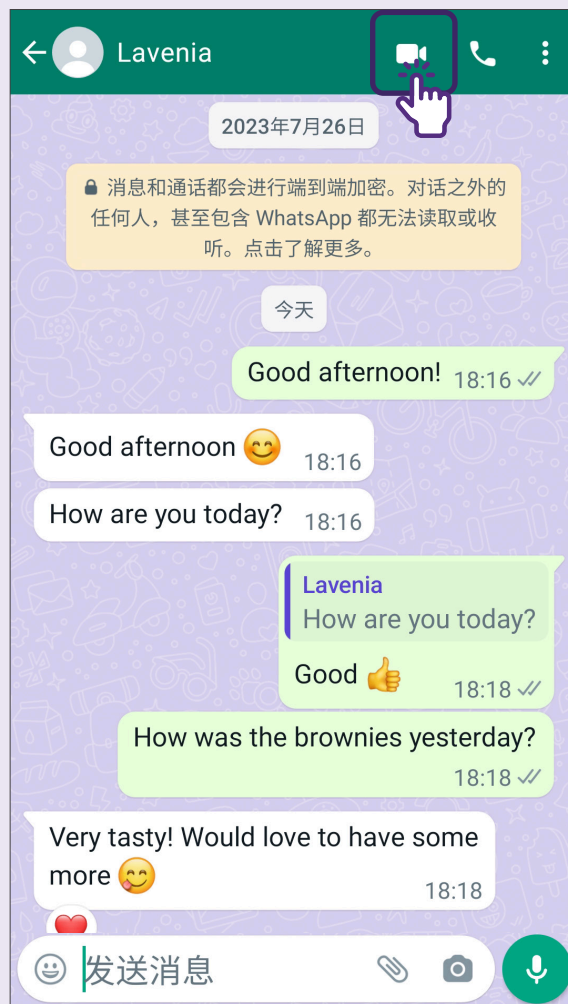 Lavenia
2023年7月26日
消息和通话都会进行端到端加密。对话之外的
任何人，甚至包含 WhatsApp 都无法读取或收
听。点击了解更多。
今天
Good afternoon! 18:16
Good afternoon 😊 18:16
How are you today? 18:16
Lavenia
How are you today?
Good 👍 18:18
How was the brownies yesterday?
18:18
Very tasty! Would love to have some
more 😋 18:18
发送消息